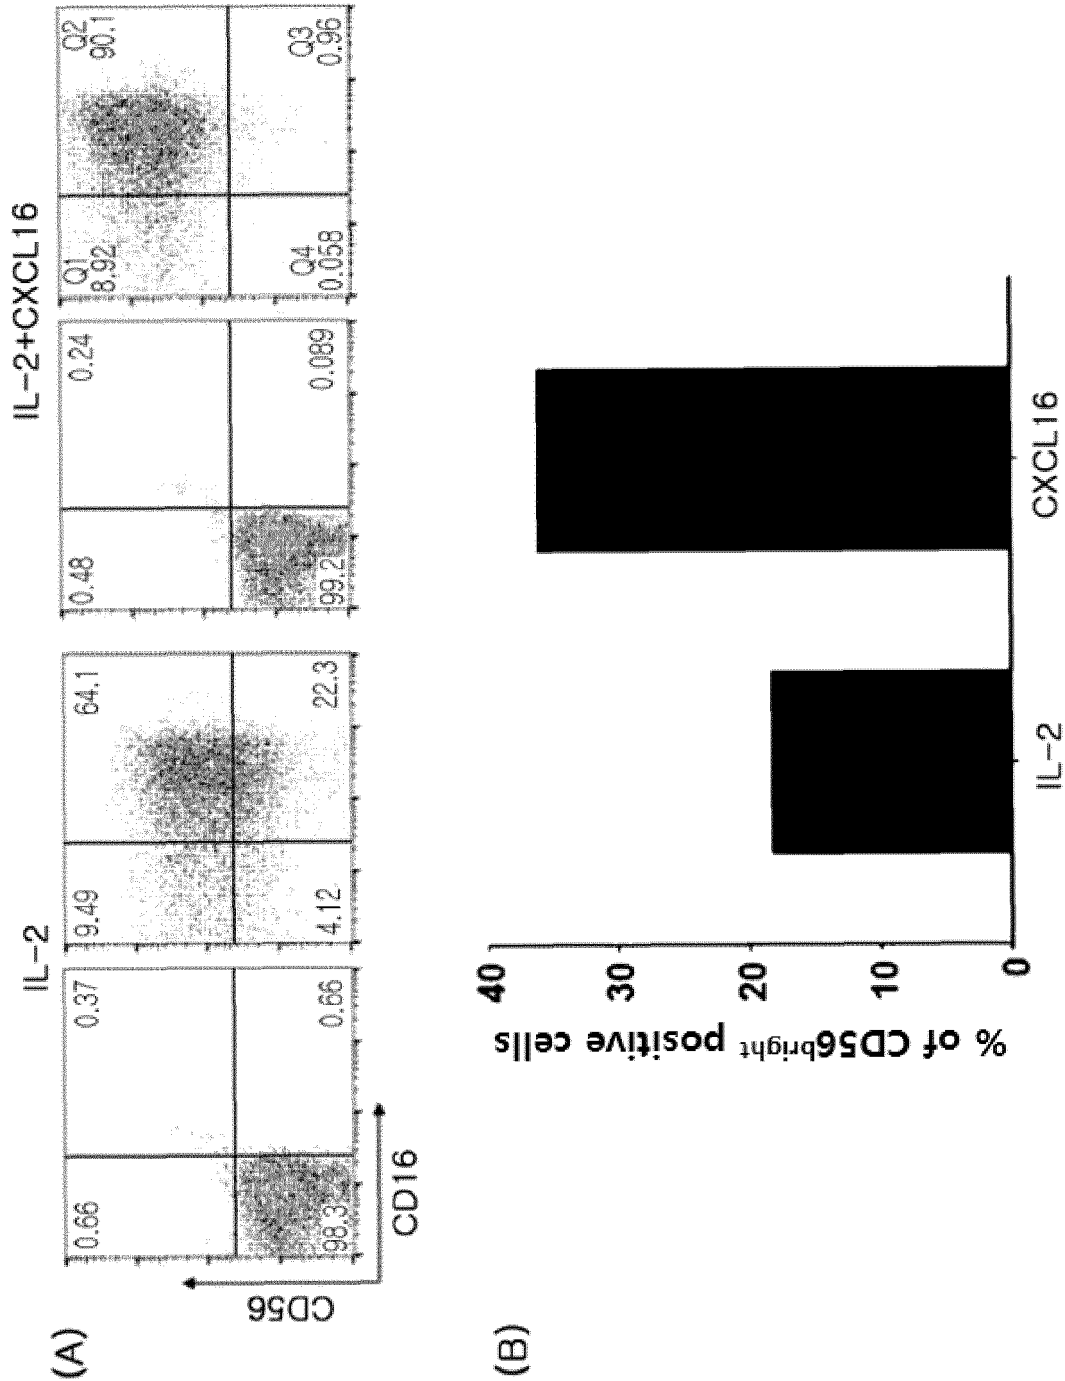 (A)
IL-2
IL-2+CXCL16
0.66
0.37
98.3
0.66
9.49
64.1
4.12
22.3
0.48
0.24
99.2
0.089
Q1
8.92
Q2
90.1
Q4
0.058
Q3
0.96
CD56
CD16
(B)
% of CD56bright positive cells
40
30
20
10
0
IL-2
CXCL16